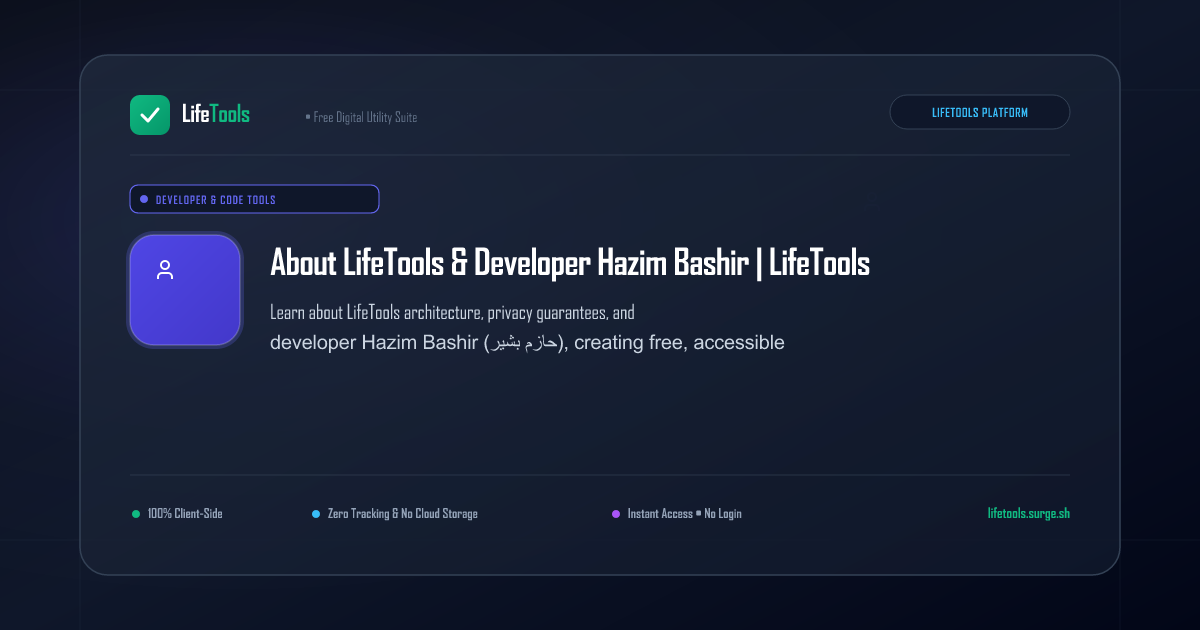 LifeTools
• Free Digital Utility Suite
LIFETOOLS PLATFORM
DEVELOPER & CODE TOOLS
About LifeTools & Developer Hazim Bashir | LifeTools
Learn about LifeTools architecture, privacy guarantees, and
developer Hazim Bashir (حازم بشير), creating free, accessible
100% Client-Side
Zero Tracking & No Cloud Storage
Instant Access • No Login
lifetools.surge.sh